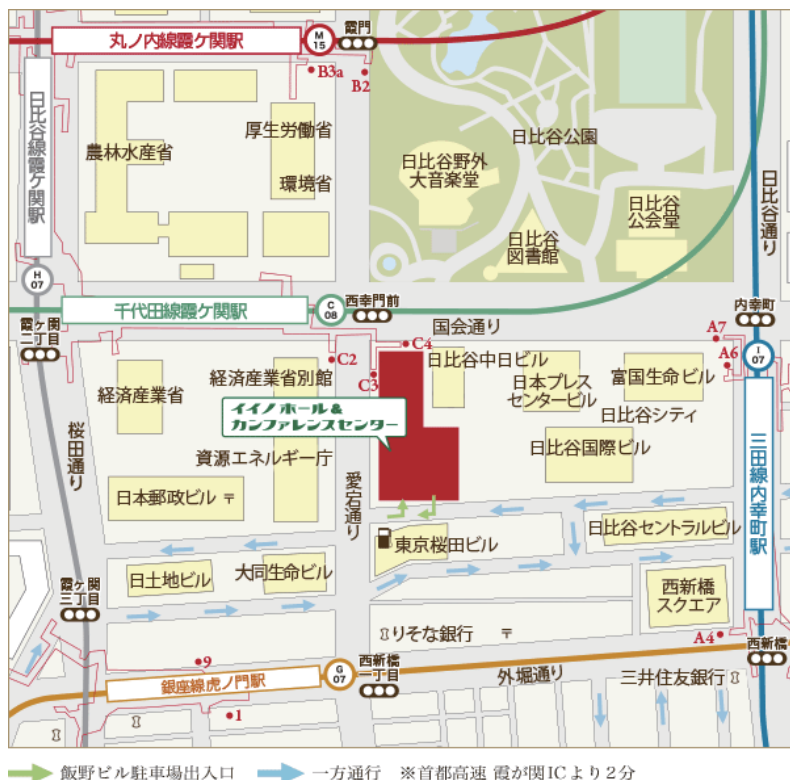 丸ノ内線霞ケ関駅
M
15
霞門
B3a
B2
日比谷線霞ケ関駅
厚生労働省
農林水産省
環境省
日比谷公園
日比谷野外
大音楽堂
日比谷
公会堂
日比谷
図書館
日比谷通り
H
07
千代田線霞ケ関駅
C
08
西幸門前
内幸町
霞ヶ関
二丁目
国会通り
A7
A6
I
07
C4
C2
C3
経済産業省
経済産業省別館
日比谷中日ビル
日本プレス
センタービル
富国生命ビル
日比谷シティ
イイノホール&
カンファレンスセンター
桜田通り
資源エネルギー庁
日比谷国際ビル
三田線内幸町駅
日本郵政ビル 〒
愛宕通り
東京桜田ビル
日比谷セントラルビル
日土地ビル
大同生命ビル
霞ヶ関
三丁目
西新橋
スクエア
りそな銀行
〒
A4
9
西新橋
一丁目
西新橋
銀座線虎ノ門駅
G
07
外堀通り
三井住友銀行
1
飯野ビル駐車場出入口 一方通行 ※首都高速 霞が関ICより2分